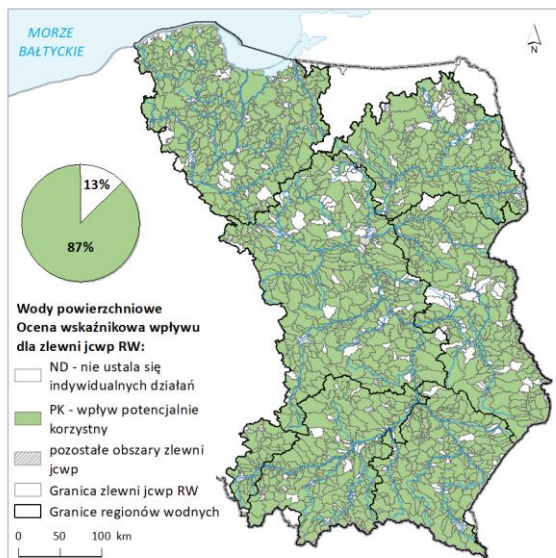 MORZE
BAŁTYCKIE
N
13%
87%
Wody powierzchniowe
Ocena wskaźnikowa wpływu
dla zlewni jcwp RW:
ND - nie ustala się
indywidualnych działań
PK - wpływ potencjalnie
korzystny
pozostałe obszary zlewni
jcwp
Granica zlewni jcwp RW
Granice regionów wodnych
0 50 100 km